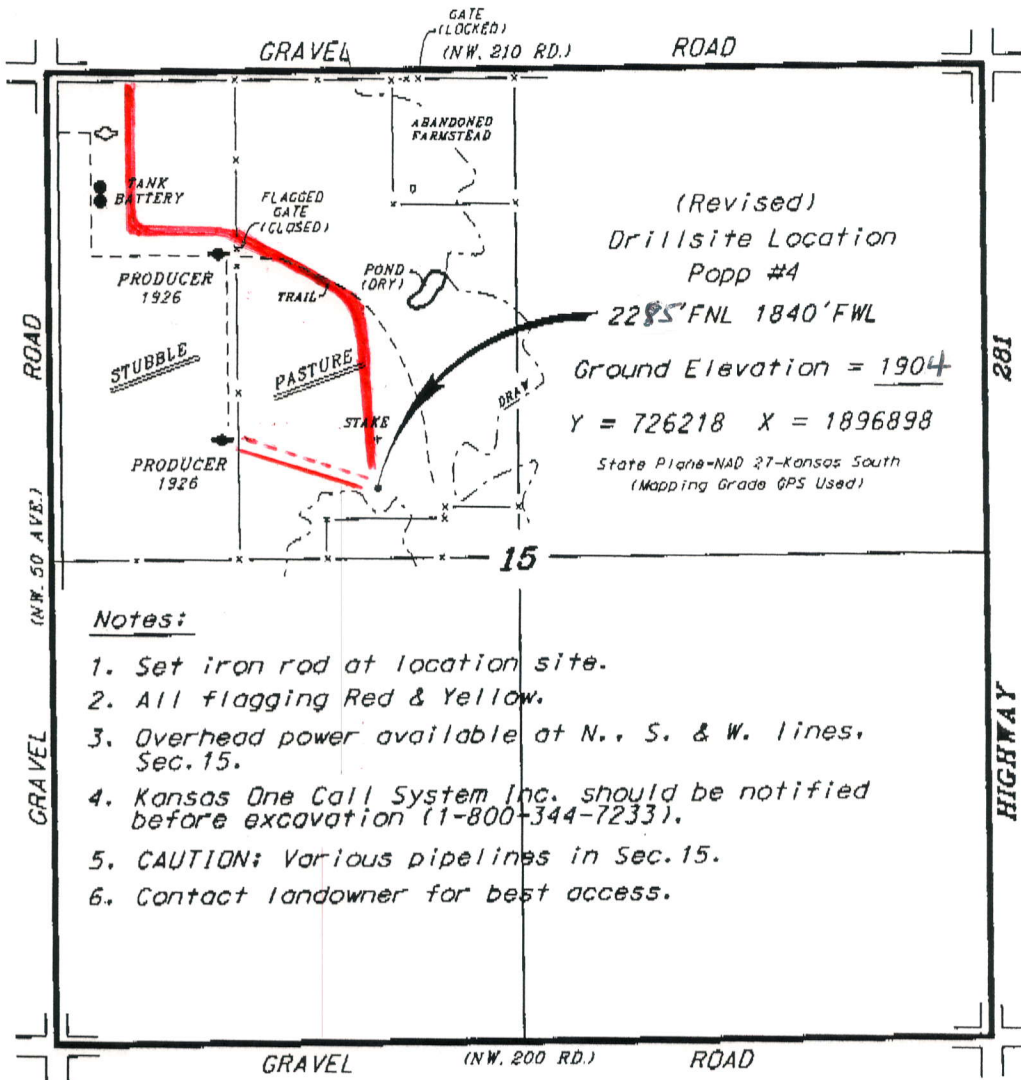 GATE
(LOCKED)
GRAVEL (NW. 210 RD.) ROAD
ABANDONED
FARMSTEAD
TANK
BATTERY
FLAGGED
GATE
(CLOSED)
PRODUCER
1926
TRAIL
POND
(DRY)
STUBBLE
PASTURE
STAKE
DRAW
PRODUCER
1926
(Revised)
Drillsite Location
Popp #4
2285'FNL 1840'FWL
Ground Elevation = 1904
Y = 726218 X = 1896898
State Plane-NAD 27-Kansas South
(Mapping Grade GPS Used)
15
GRAVEL (NW. 50 AVE.) ROAD
HIGHWAY 281
Notes:
1. Set iron rod at location site.
2. All flagging Red & Yellow.
3. Overhead power available at N., S. & W. lines,
Sec.15.
4. Kansas One Call System Inc. should be notified
before excavation (1-800-344-7233).
5. CAUTION: Various pipelines in Sec.15.
6. Contact landowner for best access.
GRAVEL (NW. 200 RD.) ROAD